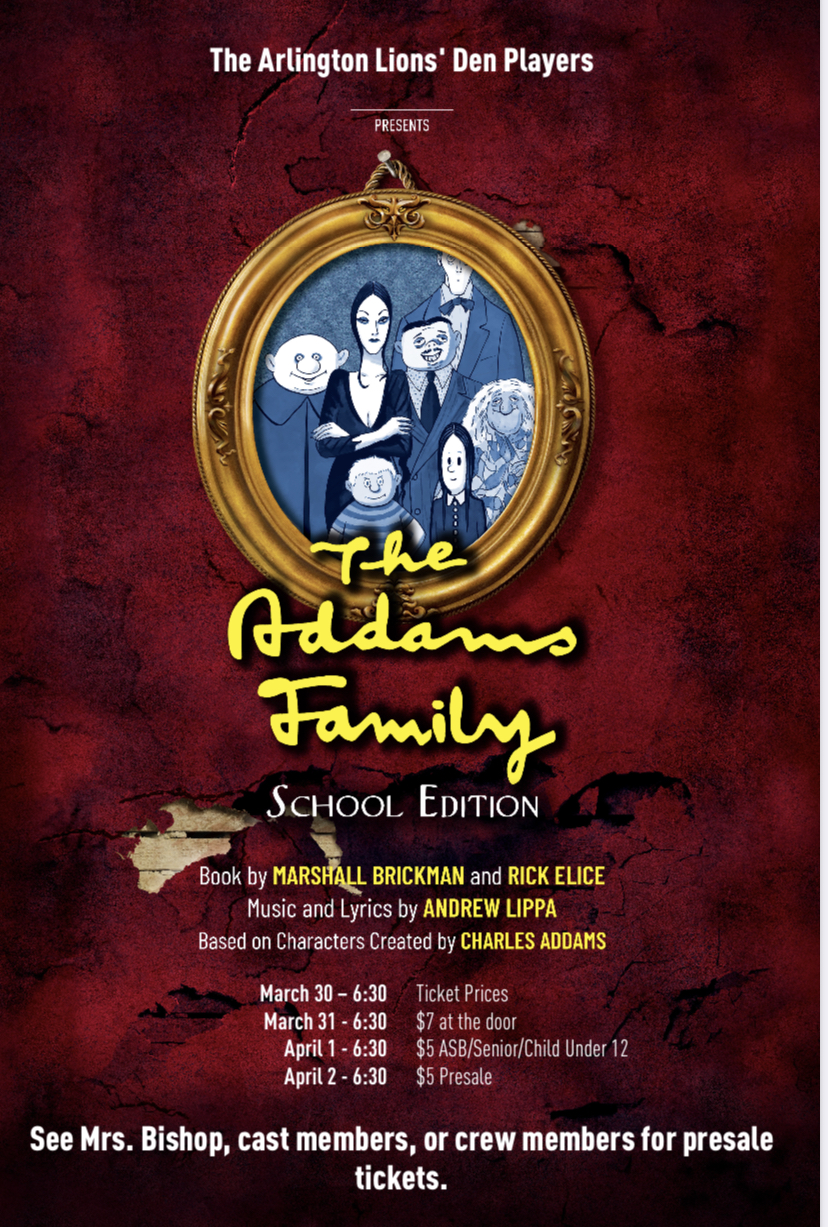 The Arlington Lions' Den Players
PRESENTS
The
Addams
Family
SCHOOL EDITION
Book by MARSHALL BRICKMAN and RICK ELICE
Music and Lyrics by ANDREW LIPPA
Based on Characters Created by CHARLES ADDAMS
March 30 – 6:30 Ticket Prices
March 31 - 6:30 $7 at the door
April 1 - 6:30 $5 ASB/Senior/Child Under 12
April 2 - 6:30 $5 Presale
See Mrs. Bishop, cast members, or crew members for presale
tickets.